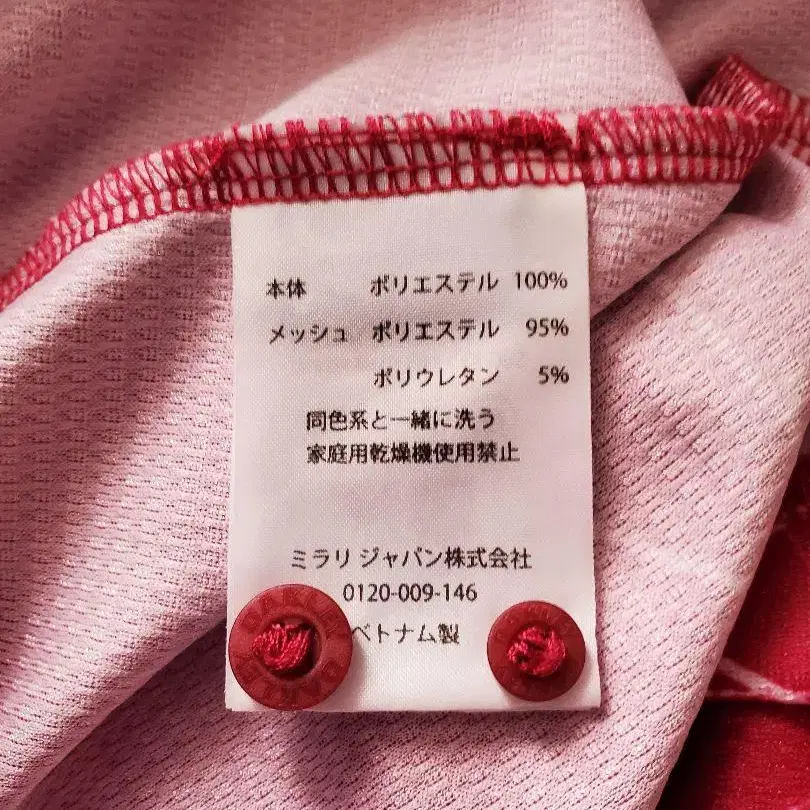 本体 ポリエステル 100%
メッシュ ポリエステル 95%
ポリウレタン 5%
同色系と一緒に洗う
家庭用乾燥機使用禁止
ミラリ ジャパン株式会社
0120-009-146
ベトナム製
OAKLEY
OAKLEY